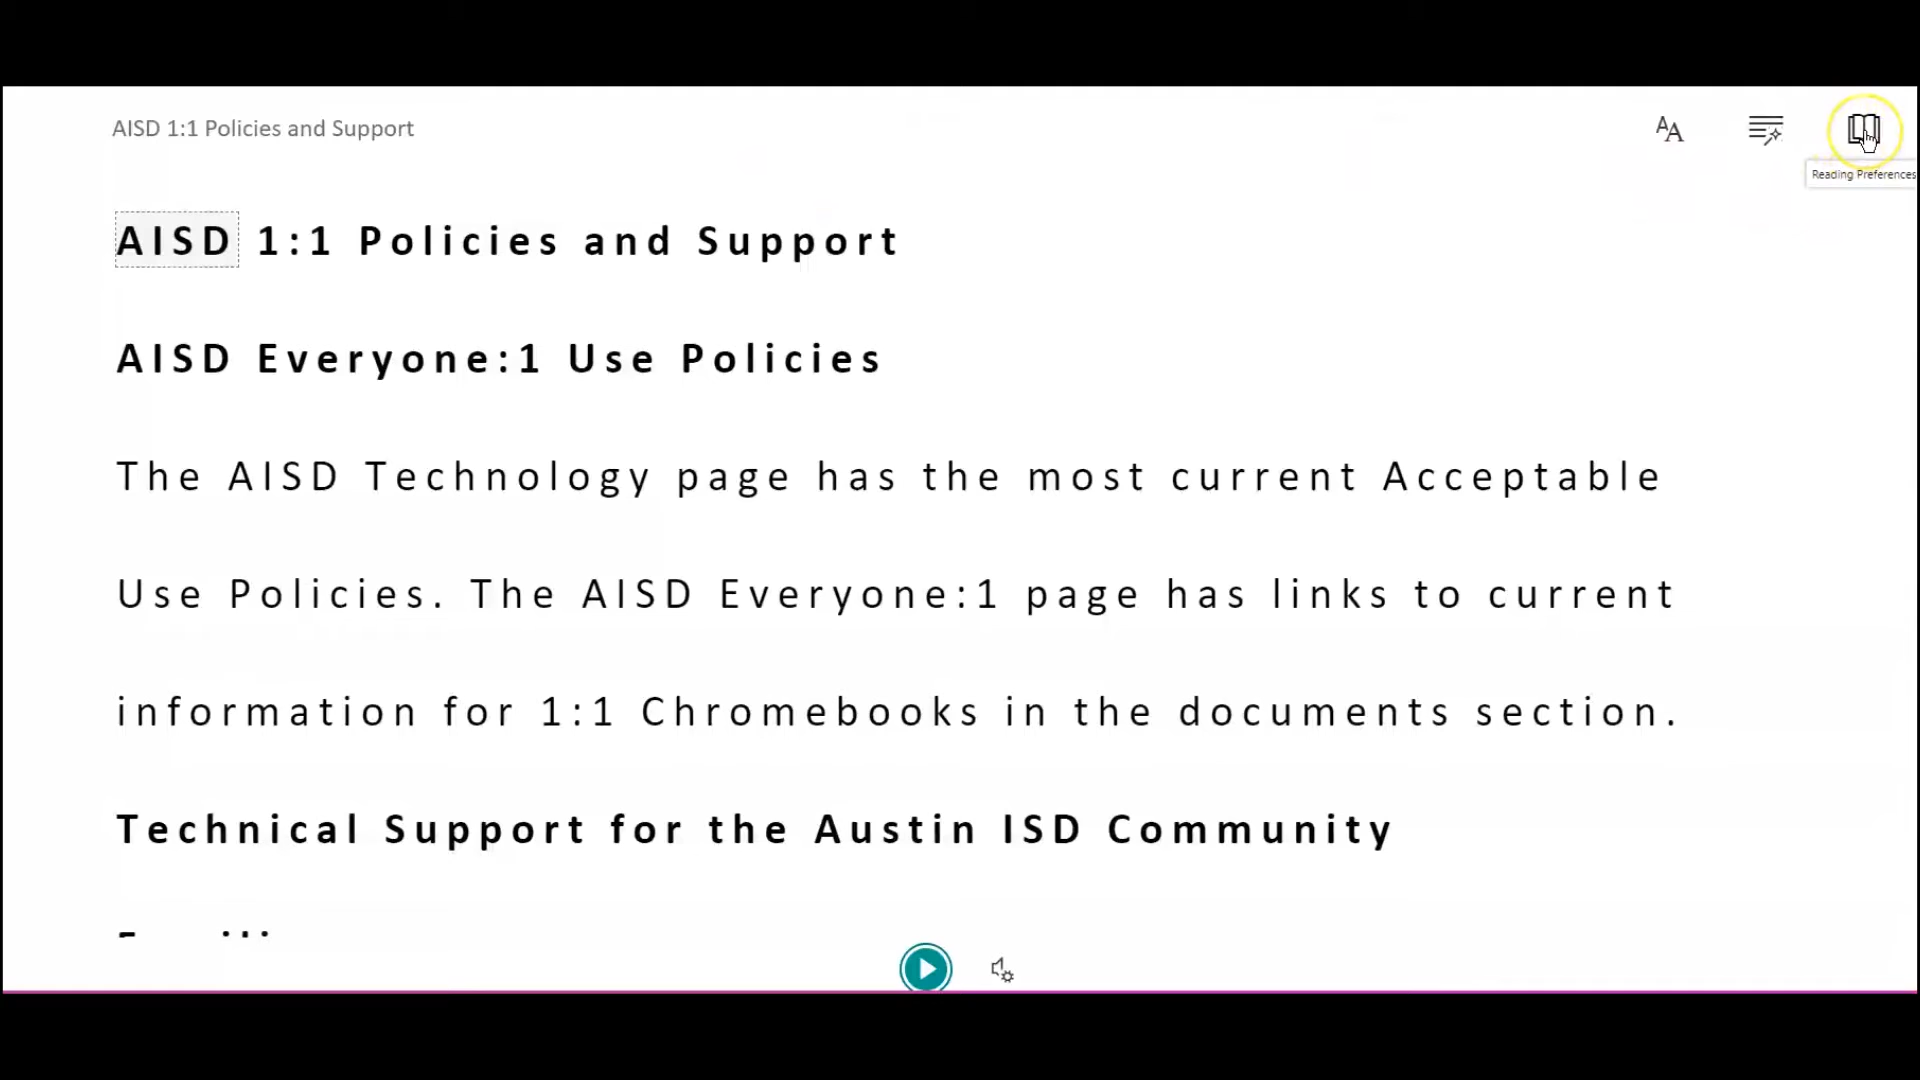 AISD 1:1 Policies and Support
AA
Reading Preferences
AISD 1:1 Policies and Support
AISD Everyone:1 Use Policies
The AISD Technology page has the most current Acceptable
Use Policies. The AISD Everyone:1 page has links to current
information for 1:1 Chromebooks in the documents section.
Technical Support for the Austin ISD Community